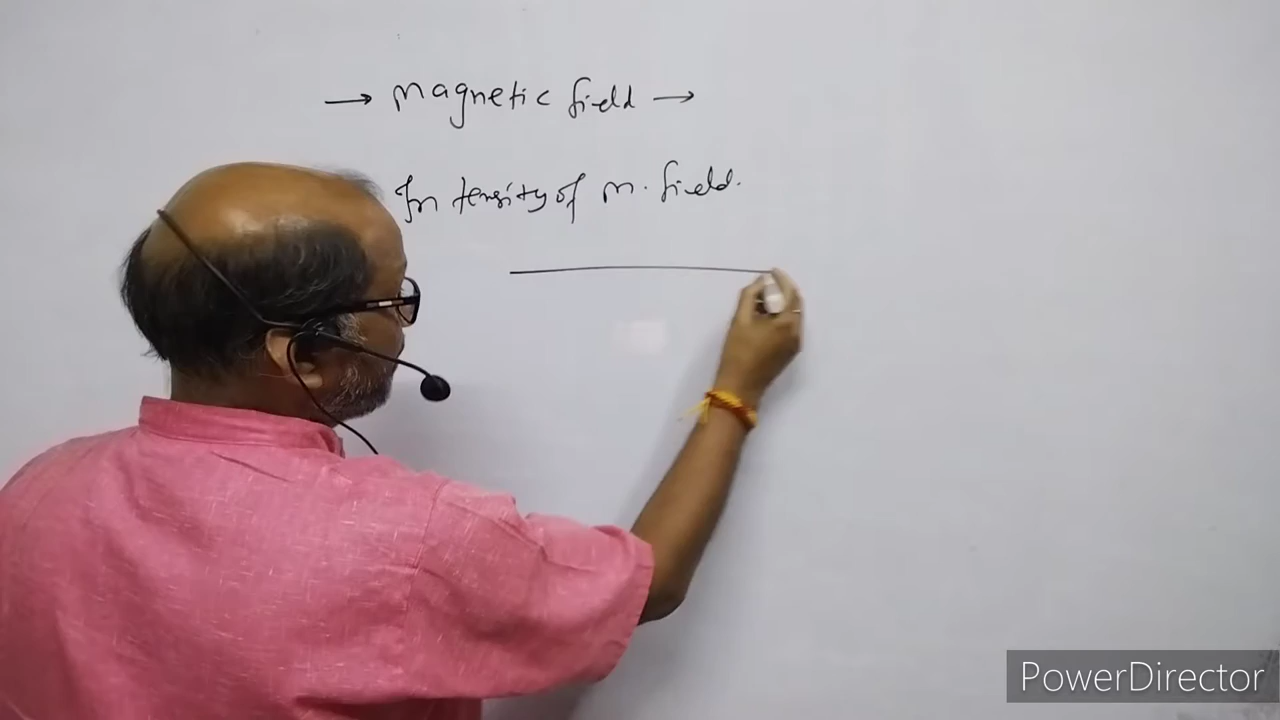 → magnetic field →
Intensity of m. field.
PowerDirector